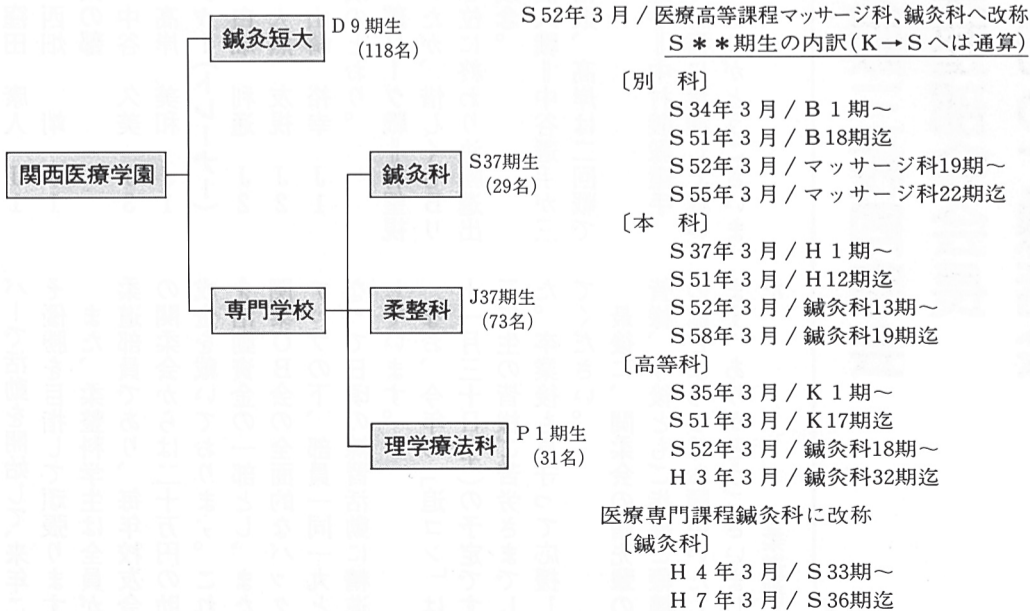 関西医療学園
鍼灸短大
D9期生
(118名)
専門学校
鍼灸科
S37期生
(29名)
柔整科
J37期生
(73名)
理学療法科
P1期生
(31名)
S52年3月/医療高等課程マッサージ科、鍼灸科へ改称
S**期生の内訳(K→Sへは通算)
〔別 科〕
S34年3月/B1期~
S51年3月/B18期迄
S52年3月/マッサージ科19期~
S55年3月/マッサージ科22期迄
〔本 科〕
S37年3月/H1期~
S51年3月/H12期迄
S52年3月/鍼灸科13期~
S58年3月/鍼灸科19期迄
〔高等科〕
S35年3月/K1期~
S51年3月/K17期迄
S52年3月/鍼灸科18期~
H3年3月/鍼灸科32期迄
医療専門課程鍼灸科に改称
〔鍼灸科〕
H4年3月/S33期~
H7年3月/S36期迄